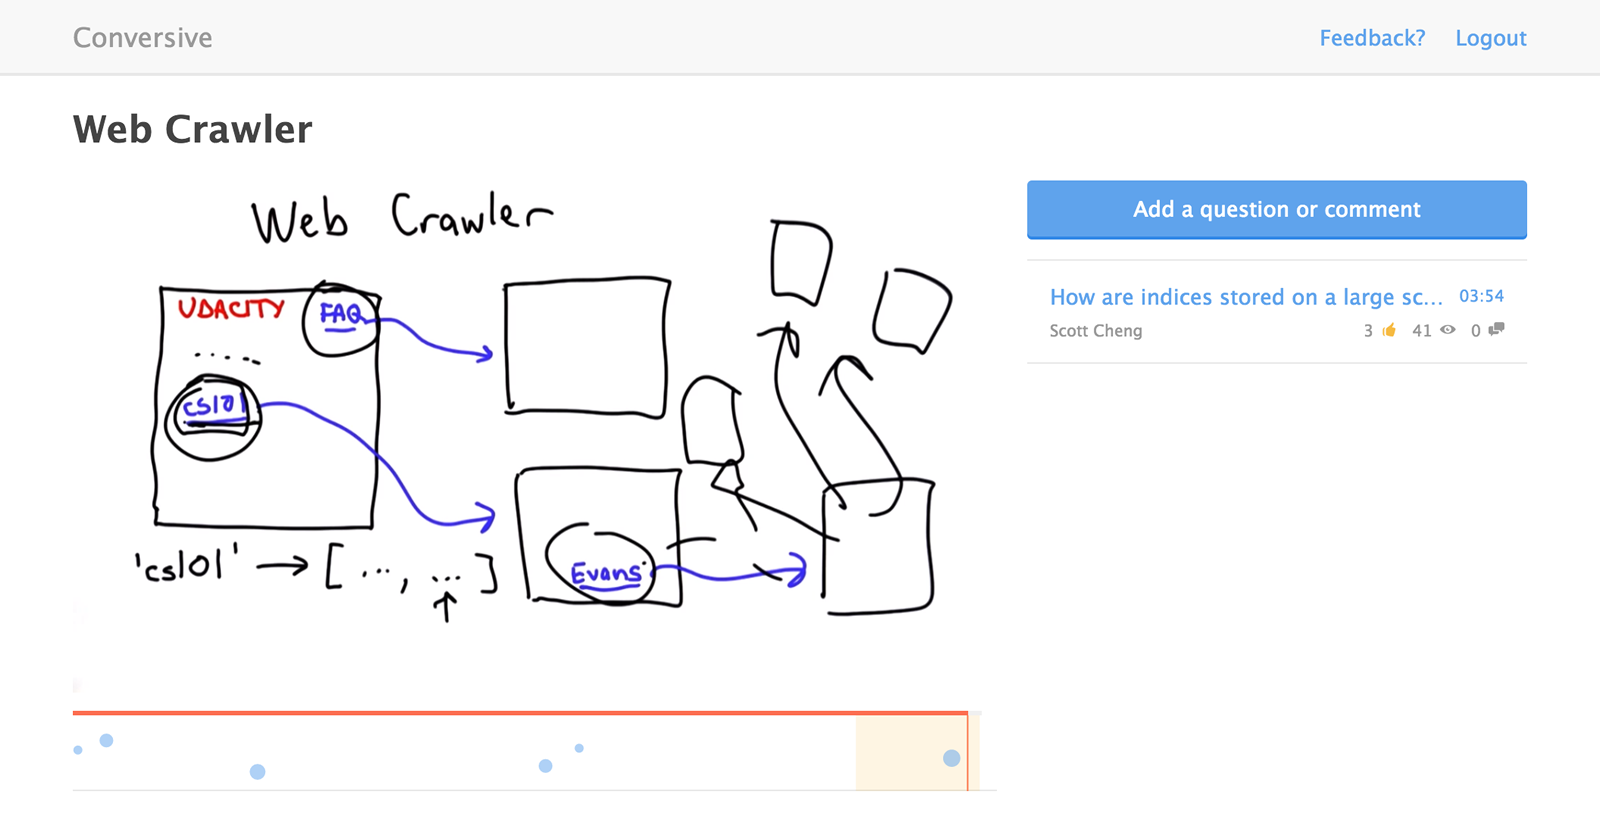 Conversive
Feedback? Logout
Web Crawler
Web Crawler
UDACITY FAQ
.....
cs101
'cs101' → [ ..., ... ]
Evans
Add a question or comment
How are indices stored on a large sc... 03:54
Scott Cheng 3 41 0